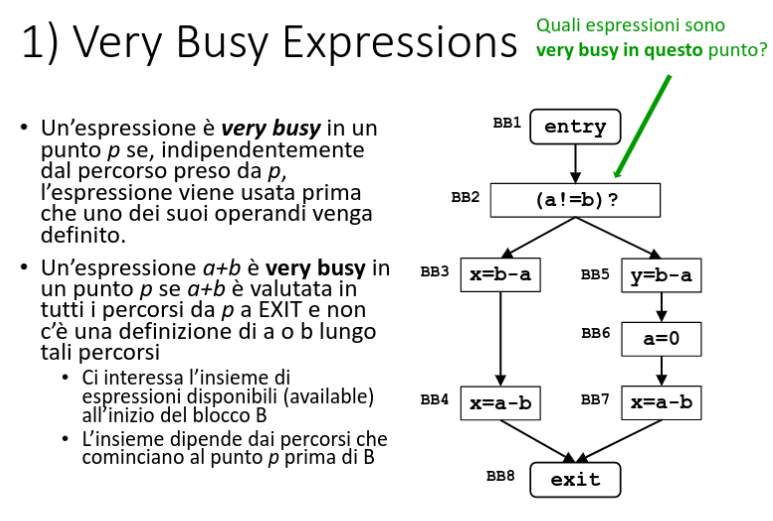 1) Very Busy Expressions
Quali espressioni sono
very busy in questo punto?
• Un’espressione è very busy in un
punto p se, indipendentemente
dal percorso preso da p,
l’espressione viene usata prima
che uno dei suoi operandi venga
definito.
• Un’espressione a+b è very busy in
un punto p se a+b è valutata in
tutti i percorsi da p a EXIT e non
c’è una definizione di a o b lungo
tali percorsi
• Ci interessa l’insieme di
espressioni disponibili (available)
all’inizio del blocco B
• L’insieme dipende dai percorsi che
cominciano al punto p prima di B
BB1 entry
BB2 (a!=b)?
BB3 x=b-a
BB5 y=b-a
BB6 a=0
BB4 x=a-b
BB7 x=a-b
BB8 exit